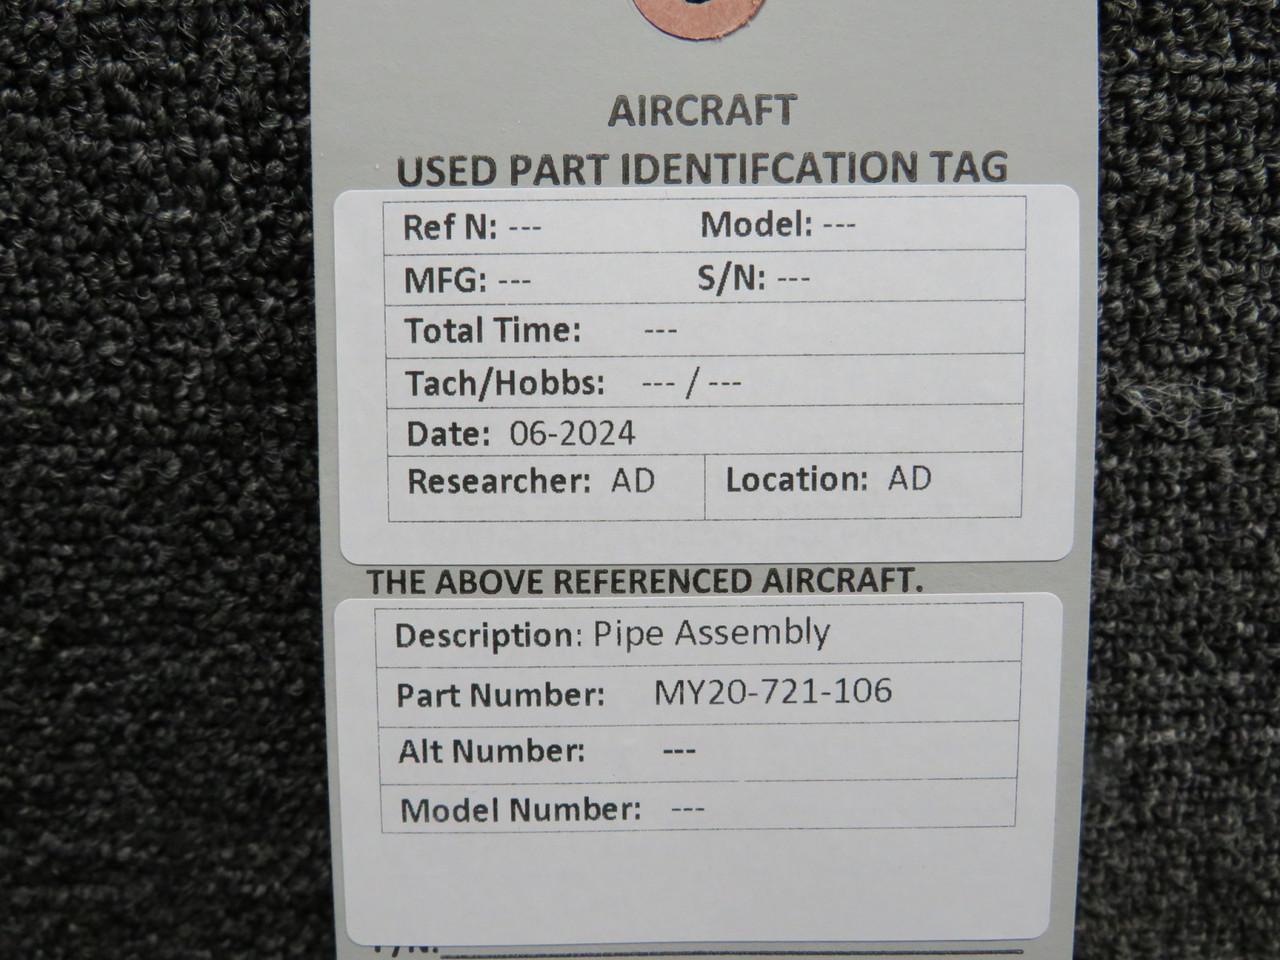 AIRCRAFT
USED PART IDENTIFCATION TAG
Ref N: --- Model: ---
MFG: --- S/N: ---
Total Time: ---
Tach/Hobbs: --- / ---
Date: 06-2024
Researcher: AD Location: AD
THE ABOVE REFERENCED AIRCRAFT.
Description: Pipe Assembly
Part Number: MY20-721-106
Alt Number: ---
Model Number: ---